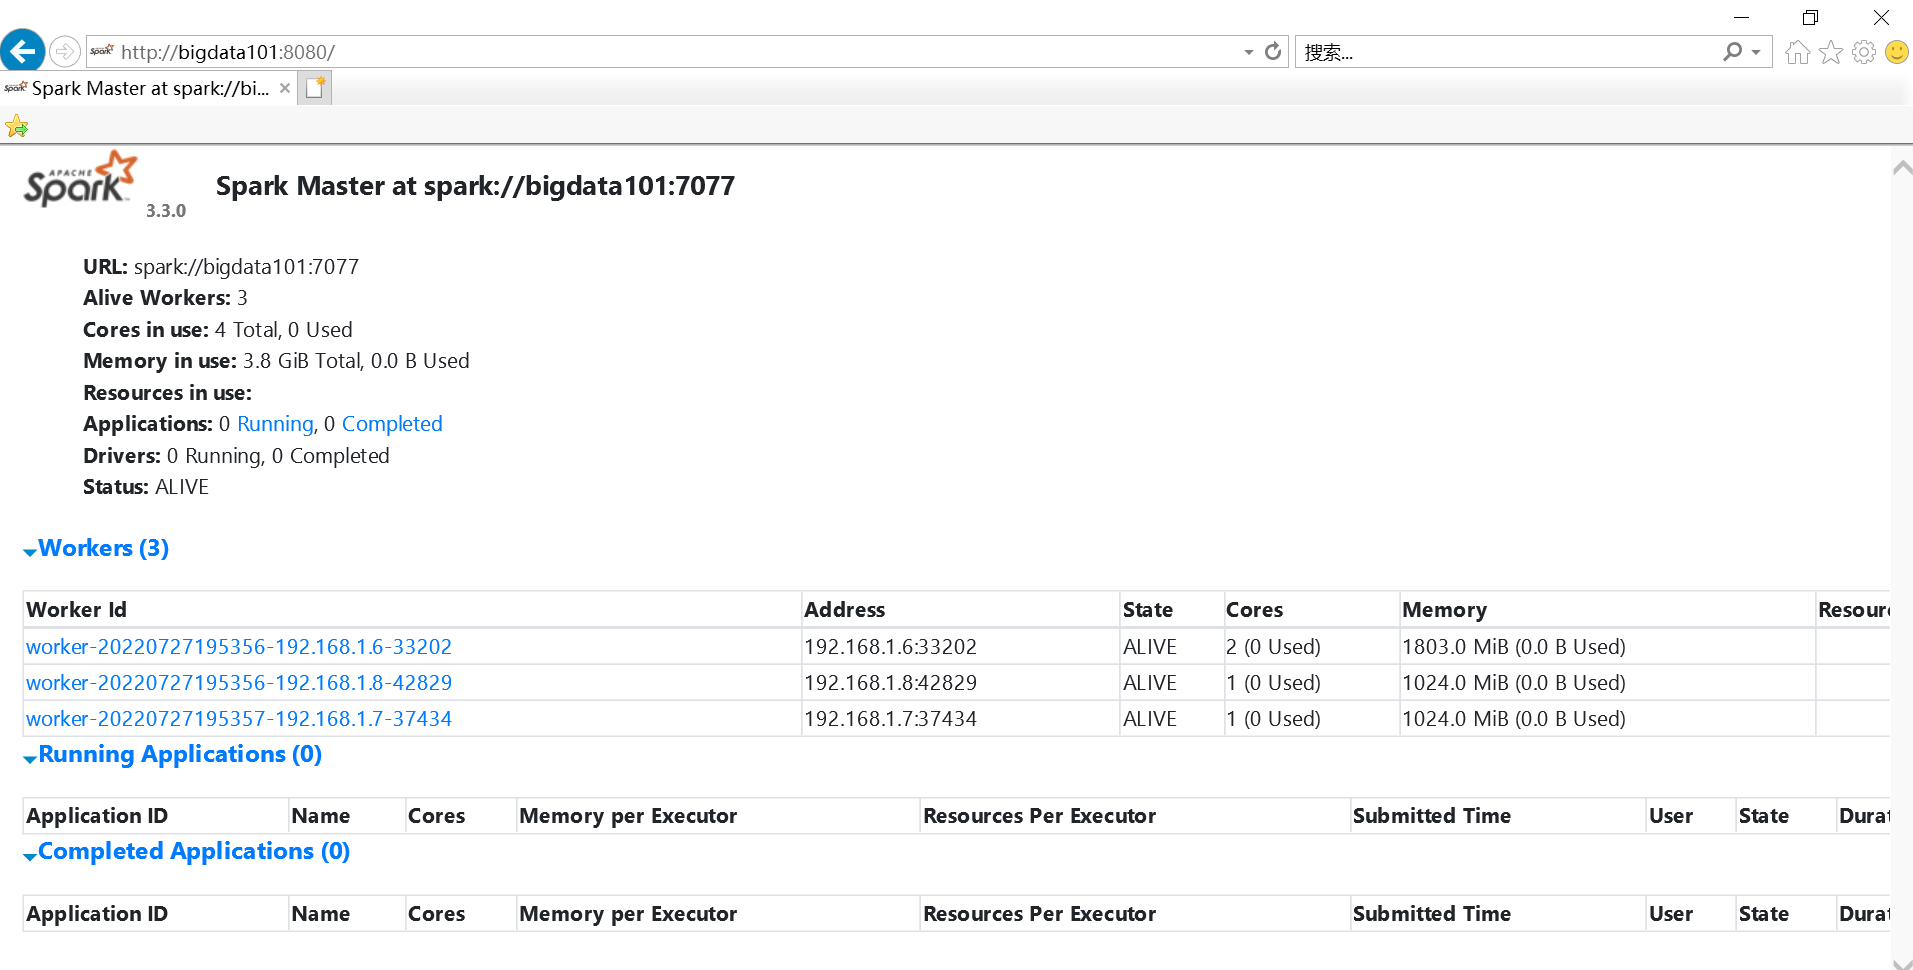 http://bigdata101:8080/
搜索...
Spark Master at spark://bi...
APACHE
Spark
3.3.0
Spark Master at spark://bigdata101:7077
URL: spark://bigdata101:7077
Alive Workers: 3
Cores in use: 4 Total, 0 Used
Memory in use: 3.8 GiB Total, 0.0 B Used
Resources in use:
Applications: 0 Running, 0 Completed
Drivers: 0 Running, 0 Completed
Status: ALIVE
Workers (3)
Worker Id Address State Cores Memory Resour
worker-20220727195356-192.168.1.6-33202 192.168.1.6:33202 ALIVE 2 (0 Used) 1803.0 MiB (0.0 B Used)
worker-20220727195356-192.168.1.8-42829 192.168.1.8:42829 ALIVE 1 (0 Used) 1024.0 MiB (0.0 B Used)
worker-20220727195357-192.168.1.7-37434 192.168.1.7:37434 ALIVE 1 (0 Used) 1024.0 MiB (0.0 B Used)
Running Applications (0)
Application ID Name Cores Memory per Executor Resources Per Executor Submitted Time User State Durat
Completed Applications (0)
Application ID Name Cores Memory per Executor Resources Per Executor Submitted Time User State Durat